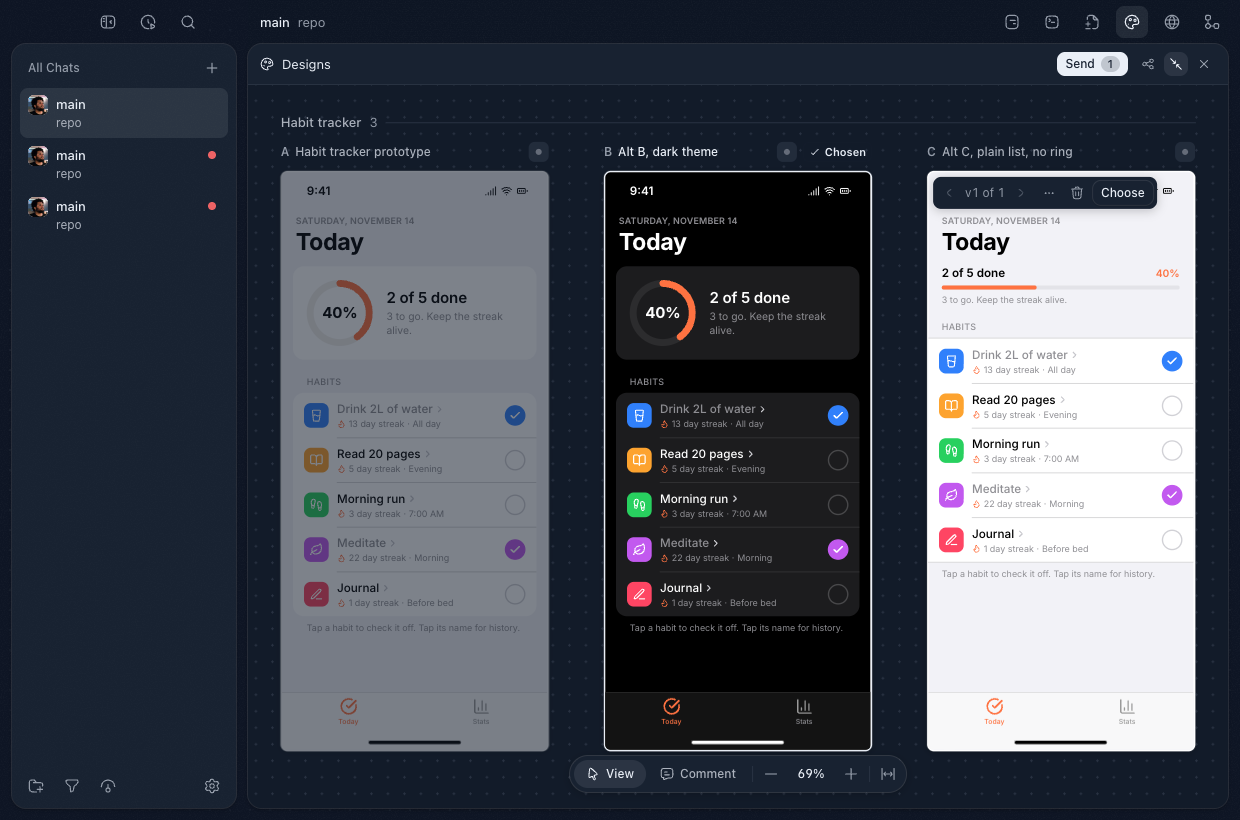 main repo
All Chats
main
repo
main
repo
main
repo
Designs
Send 1
Habit tracker 3
A Habit tracker prototype
9:41
SATURDAY, NOVEMBER 14
Today
40%
2 of 5 done
3 to go. Keep the streak
alive.
HABITS
Drink 2L of water
13 day streak · All day
Read 20 pages
5 day streak · Evening
Morning run
3 day streak · 7:00 AM
Meditate
22 day streak · Morning
Journal
1 day streak · Before bed
Tap a habit to check it off. Tap its name for history.
Today
Stats
B Alt B, dark theme
Chosen
9:41
SATURDAY, NOVEMBER 14
Today
40%
2 of 5 done
3 to go. Keep the streak
alive.
HABITS
Drink 2L of water
13 day streak · All day
Read 20 pages
5 day streak · Evening
Morning run
3 day streak · 7:00 AM
Meditate
22 day streak · Morning
Journal
1 day streak · Before bed
Tap a habit to check it off. Tap its name for history.
Today
Stats
C Alt C, plain list, no ring
v1 of 1
Choose
SATURDAY, NOVEMBER 14
Today
2 of 5 done 40%
3 to go. Keep the streak alive.
HABITS
Drink 2L of water
13 day streak · All day
Read 20 pages
5 day streak · Evening
Morning run
3 day streak · 7:00 AM
Meditate
22 day streak · Morning
Journal
1 day streak · Before bed
Tap a habit to check it off. Tap its name for history.
Today
Stats
View
Comment
69%